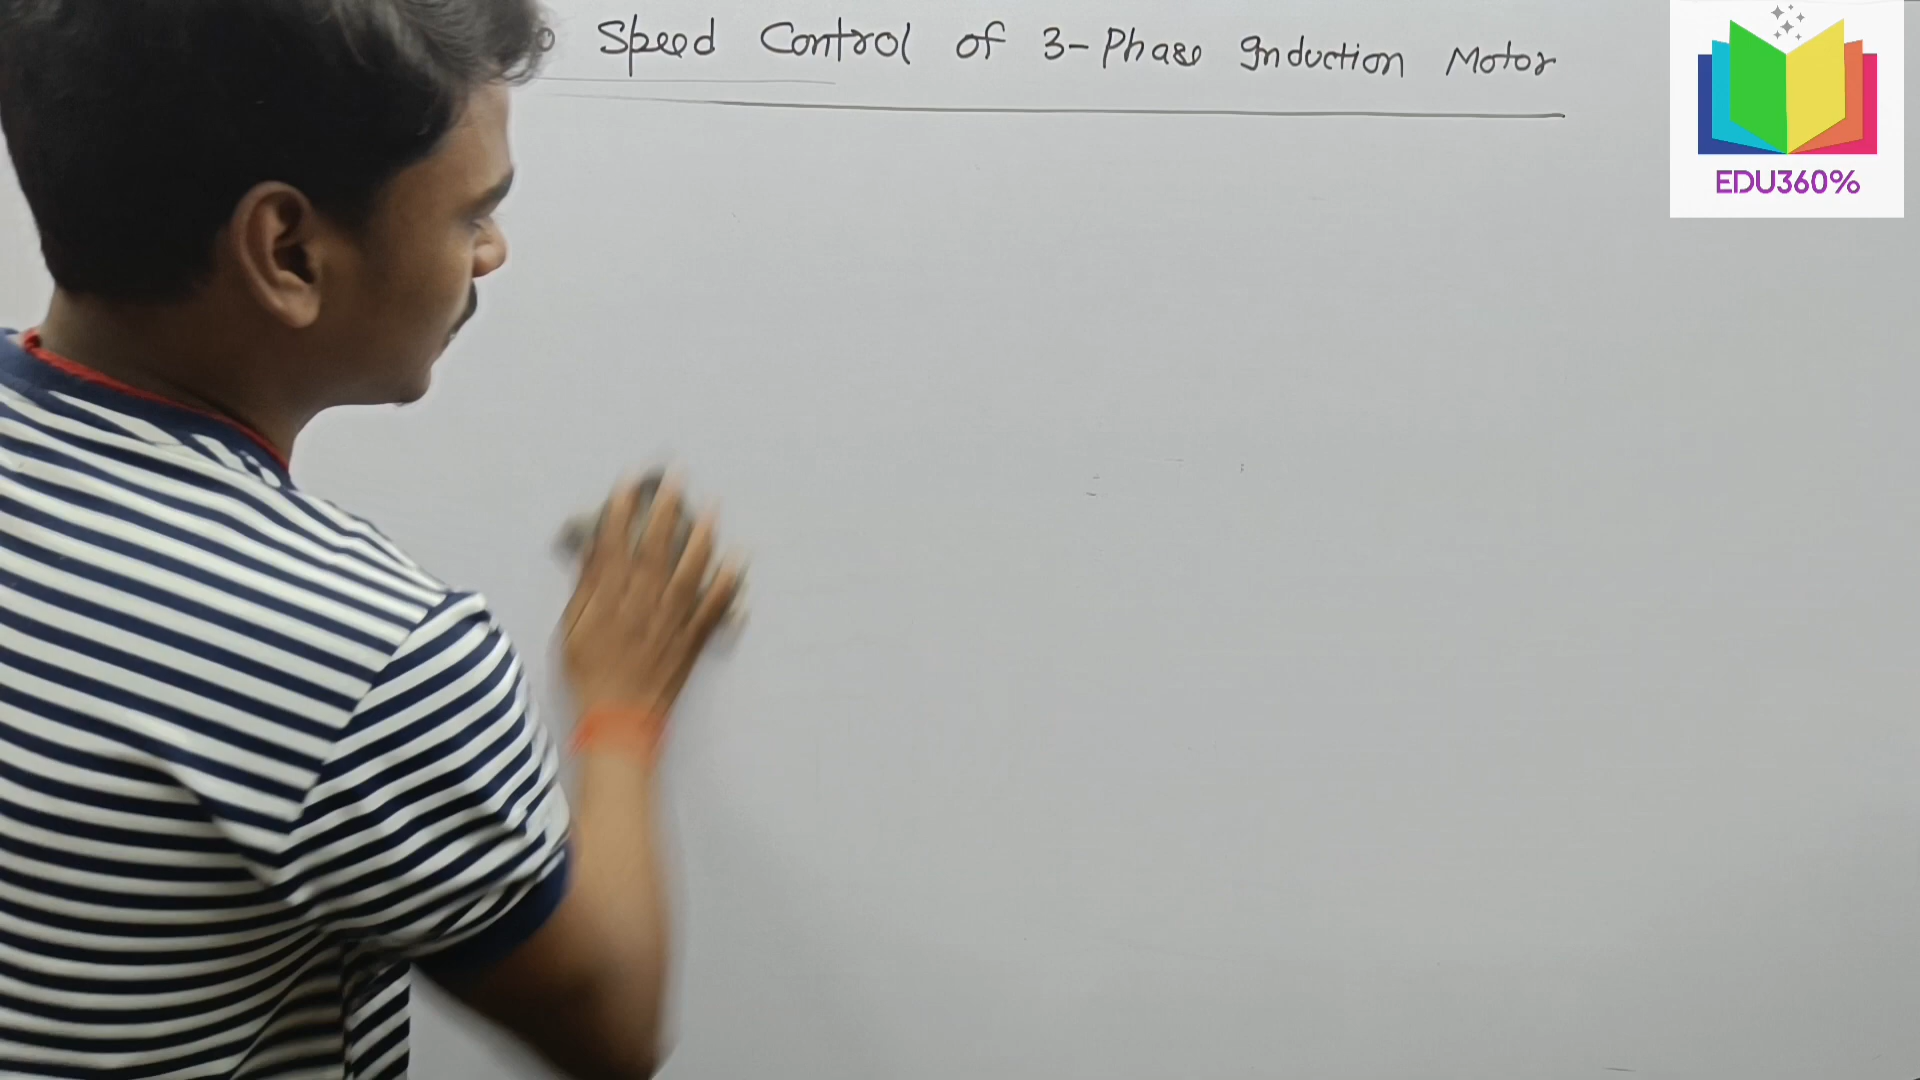 Speed Control of 3-Phase Induction Motor
EDU360%